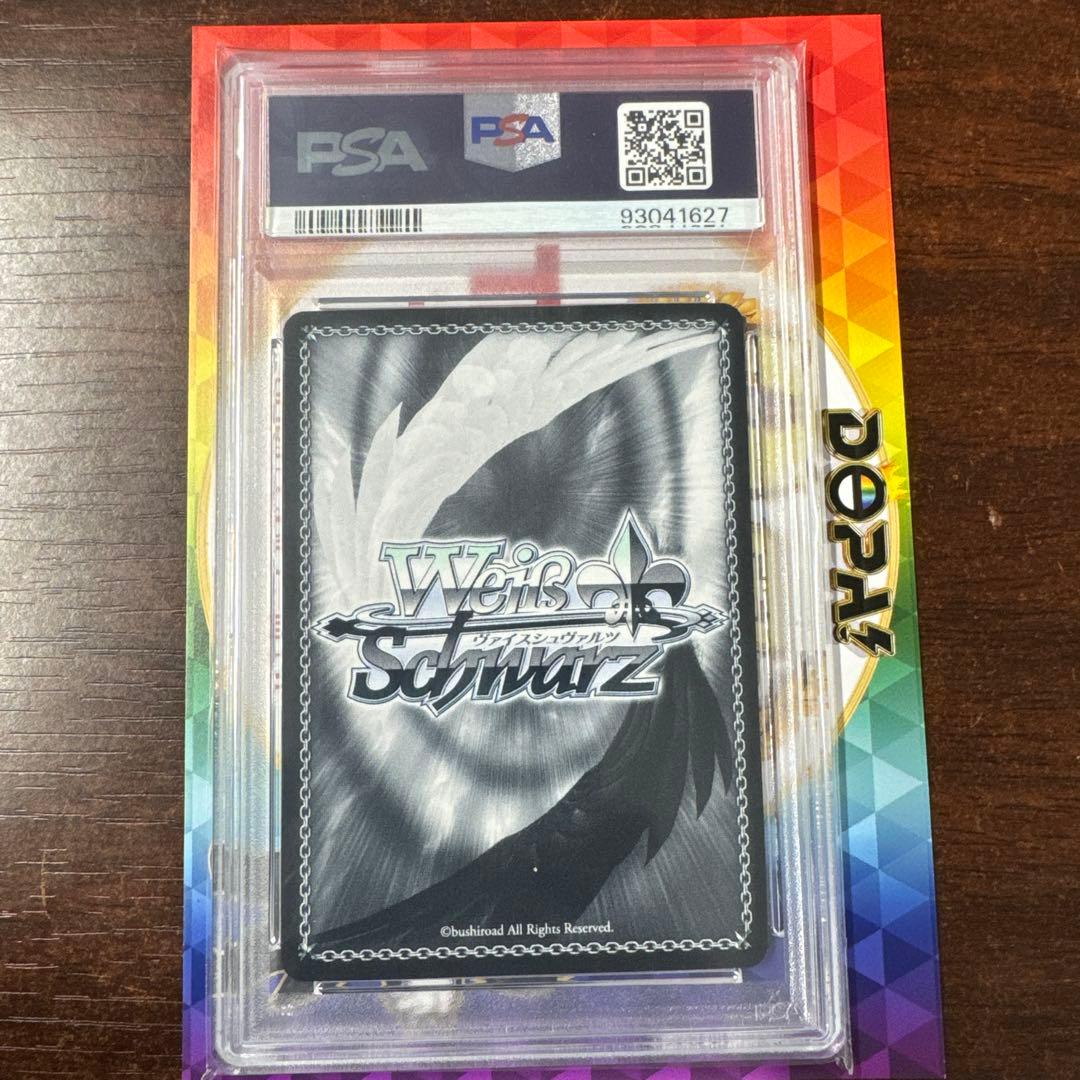 PSA
PSA
93041627
Weiß
ヴァイスシュヴァルツ
Schwarz
©bushiroad All Rights Reserved.
DOPA!